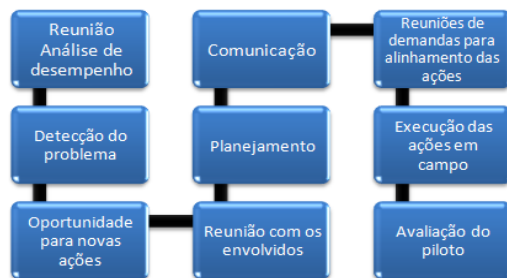 Reunião
Análise de
desempenho
Detecção do
problema
Oportunidade
para novas
ações
Reunião com os
envolvidos
Planejamento
Comunicação
Reuniões de
demandas para
alinhamento das
ações
Execução das
ações em
campo
Avaliação do
piloto